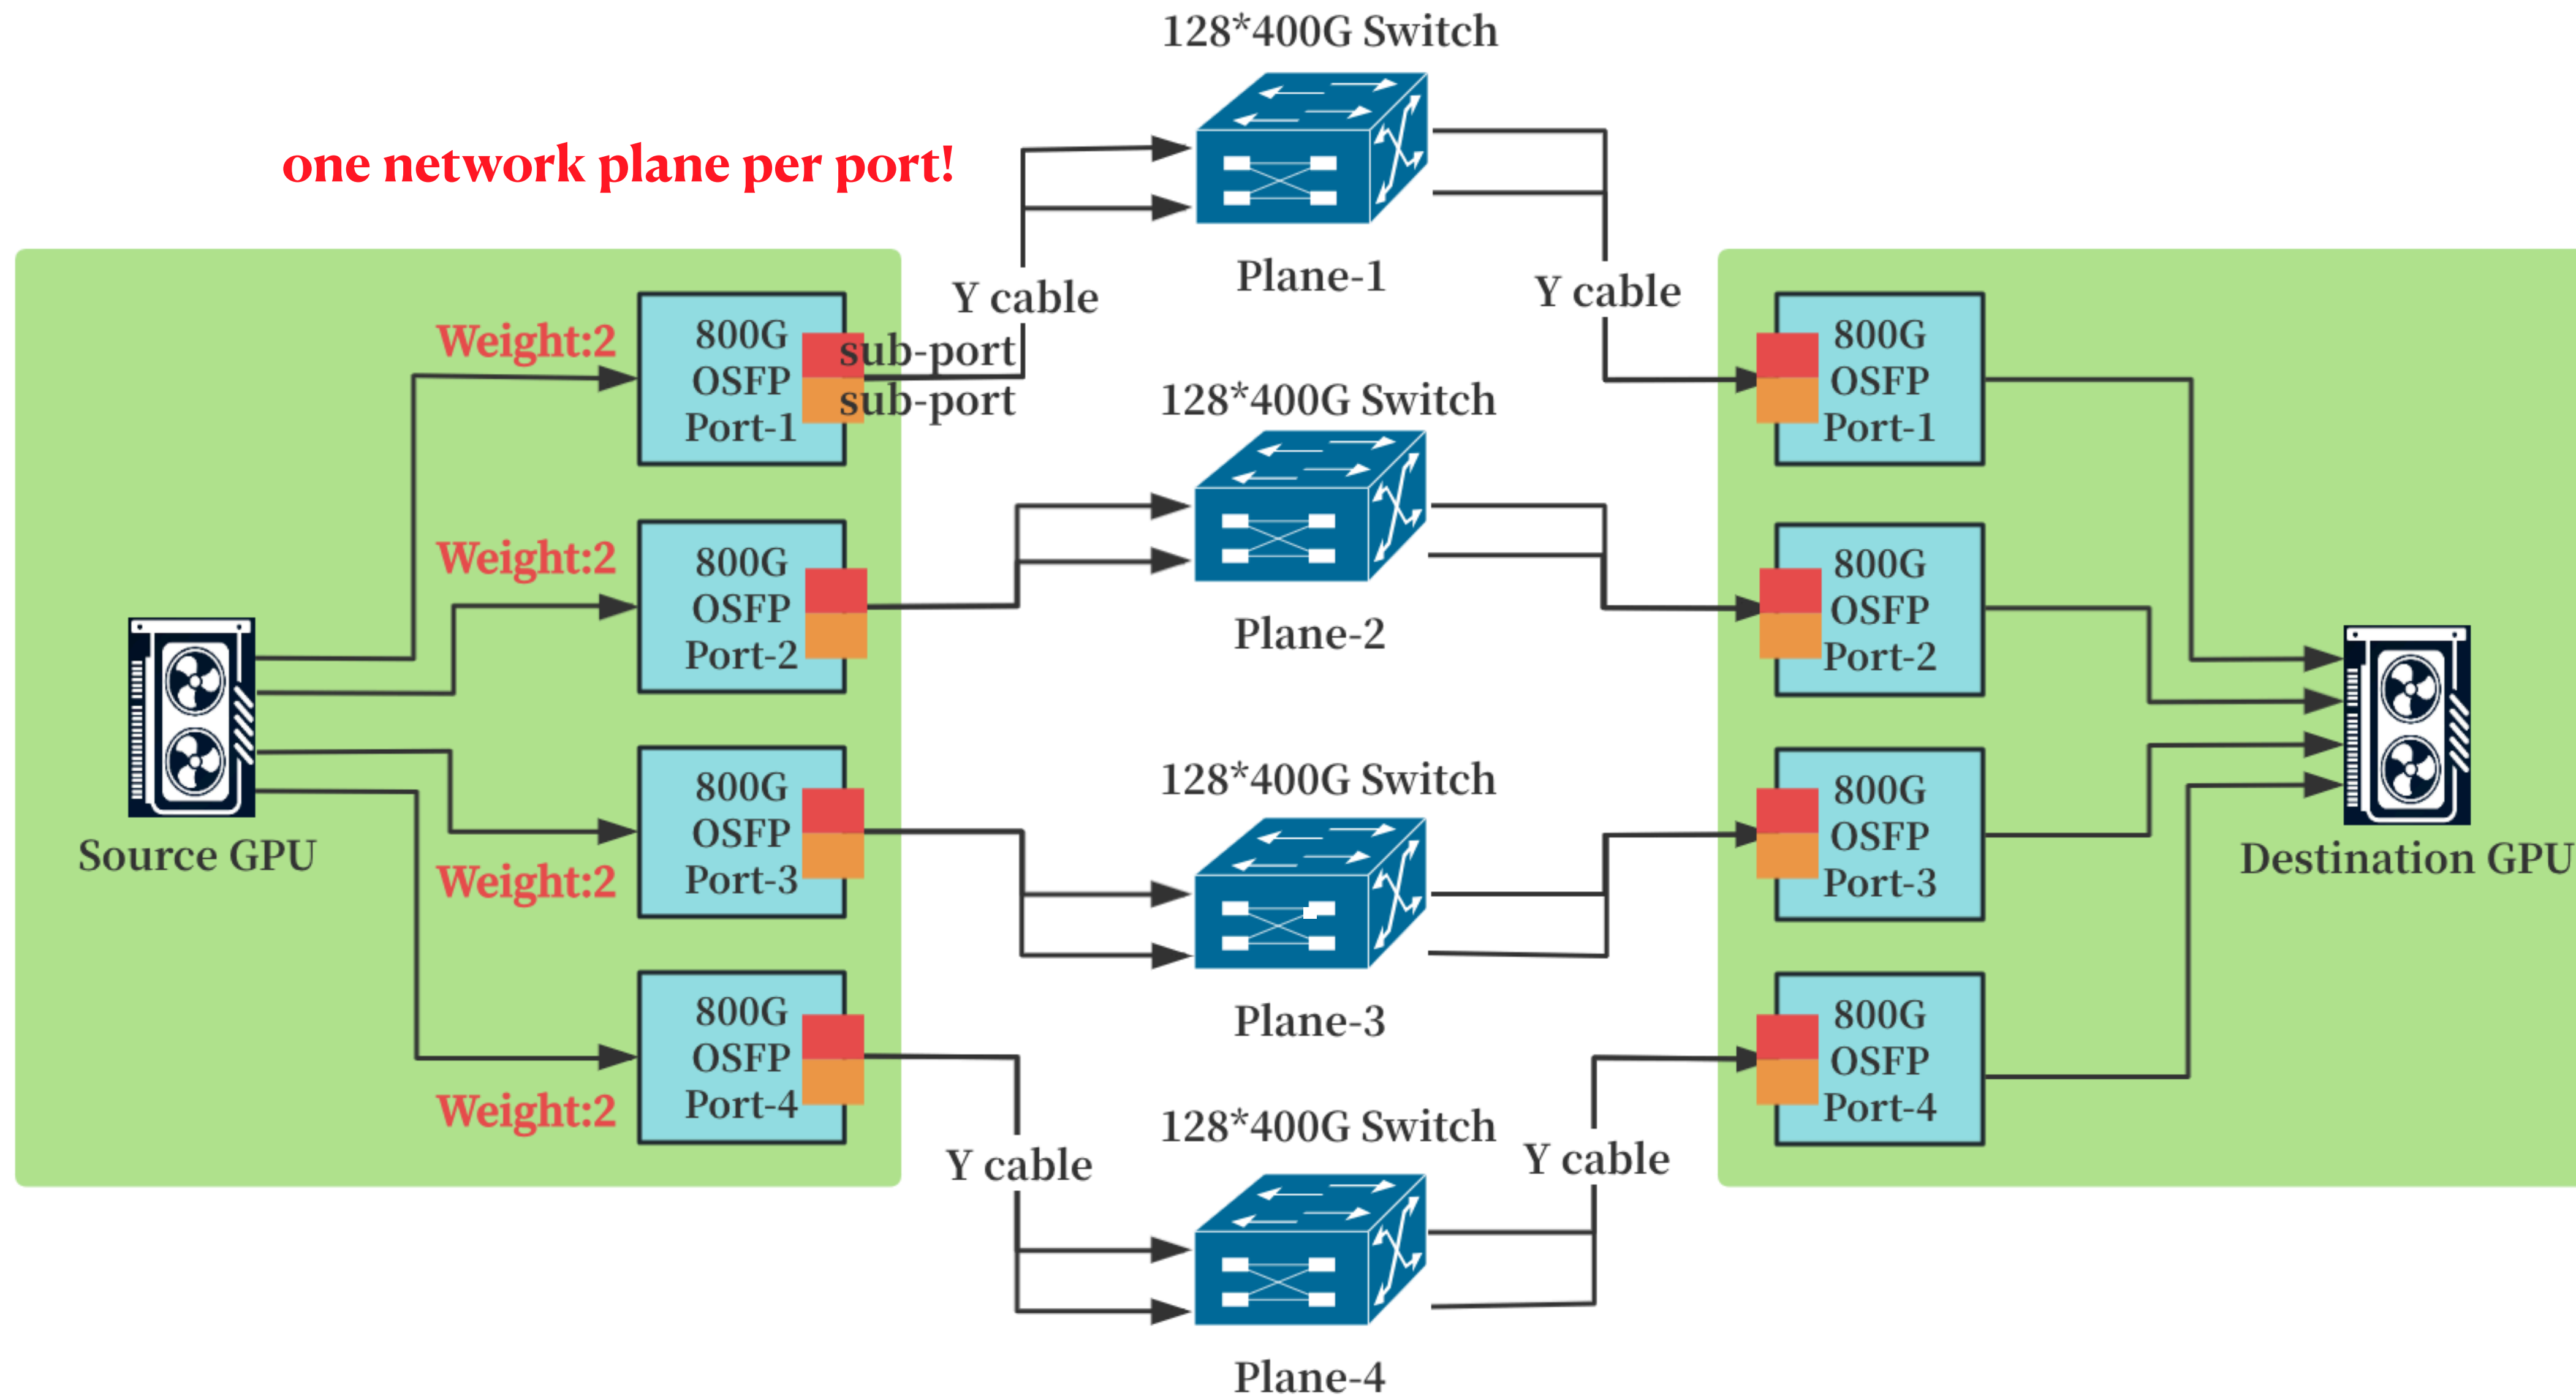 128*400G Switch
one network plane per port!
Plane-1
Y cable
Y cable
Weight:2
800G
OSFP
Port-1
sub-port
sub-port
800G
OSFP
Port-1
128*400G Switch
Weight:2
800G
OSFP
Port-2
Plane-2
800G
OSFP
Port-2
128*400G Switch
Source GPU
Weight:2
800G
OSFP
Port-3
800G
OSFP
Port-3
Destination GPU
Plane-3
800G
OSFP
Port-4
Weight:2
128*400G Switch
800G
OSFP
Port-4
Y cable
Y cable
Plane-4